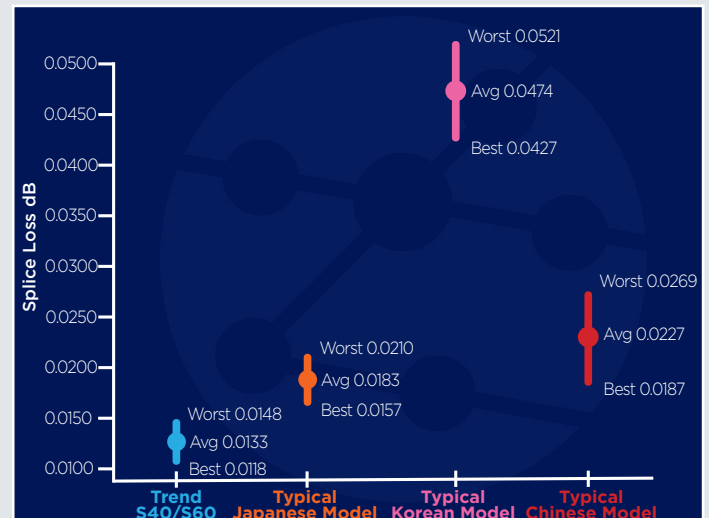 Splice Loss dB
0.0500
0.0450
0.0400
0.0350
0.0300
0.0250
0.0200
0.0150
0.0100
Worst 0.0148
Avg 0.0133
Best 0.0118
Worst 0.0210
Avg 0.0183
Best 0.0157
Worst 0.0521
Avg 0.0474
Best 0.0427
Worst 0.0269
Avg 0.0227
Best 0.0187
Trend
S40/S60
Typical
Japanese Model
Typical
Korean Model
Typical
Chinese Model